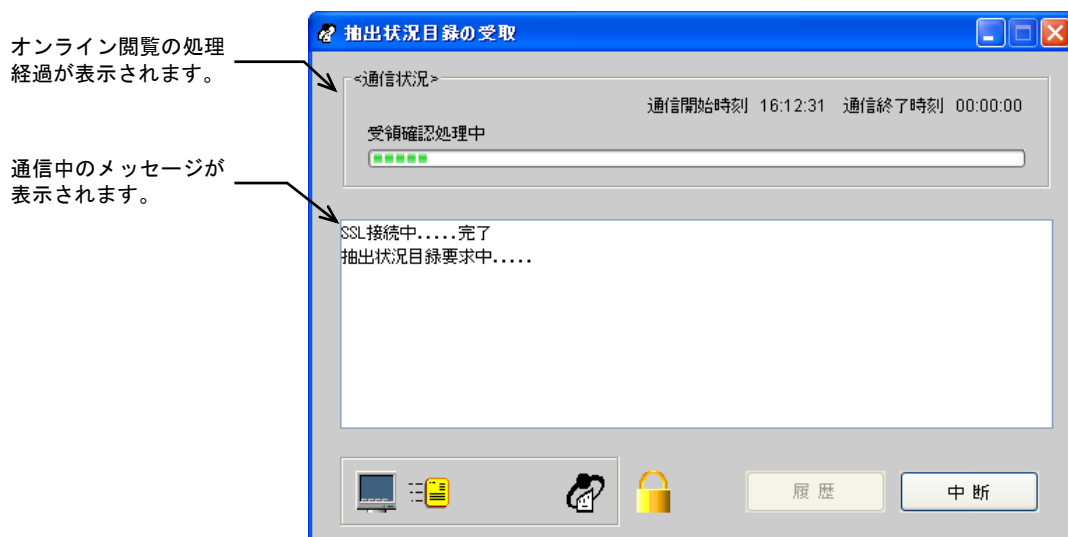 オンライン閲覧の処理
経過が表示されます。
通信中のメッセージが
表示されます。
抽出状況目録の受取
<通信状況>
通信開始時刻 16:12:31 通信終了時刻 00:00:00
受領確認処理中
SSL接続中.....完了
抽出状況目録要求中.....
履歴
中断